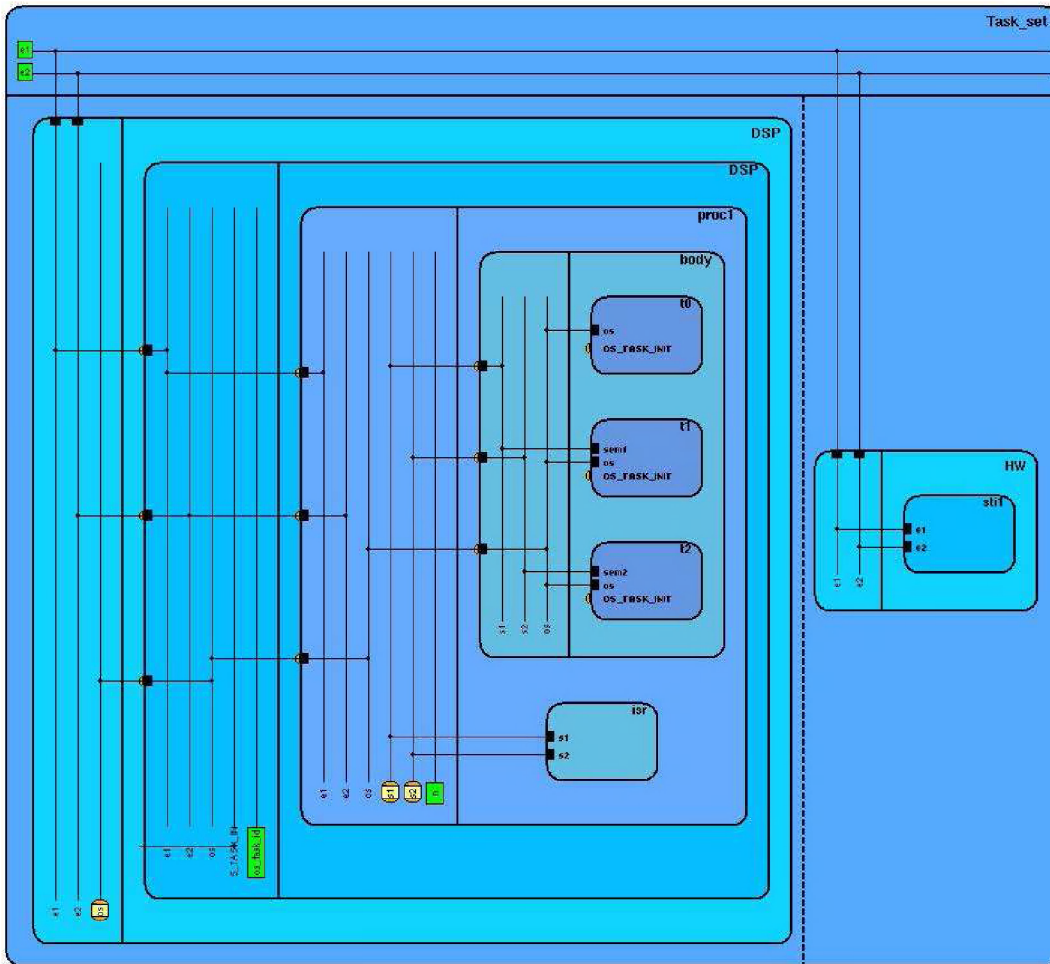 Task_set
e1
e2
DSP
DSP
proc1
body
t0
os
OS_TASK_INIT
t1
sem1
os
OS_TASK_INIT
t2
sem2
os
OS_TASK_INIT
s1
s2
os
HW
sti1
e1
e2
e1
e2
isr
s1
s2
e1
e2
os
s1
s2
n
e1
e2
os
S_TASK_IN
os_task_id
e1
e2
os